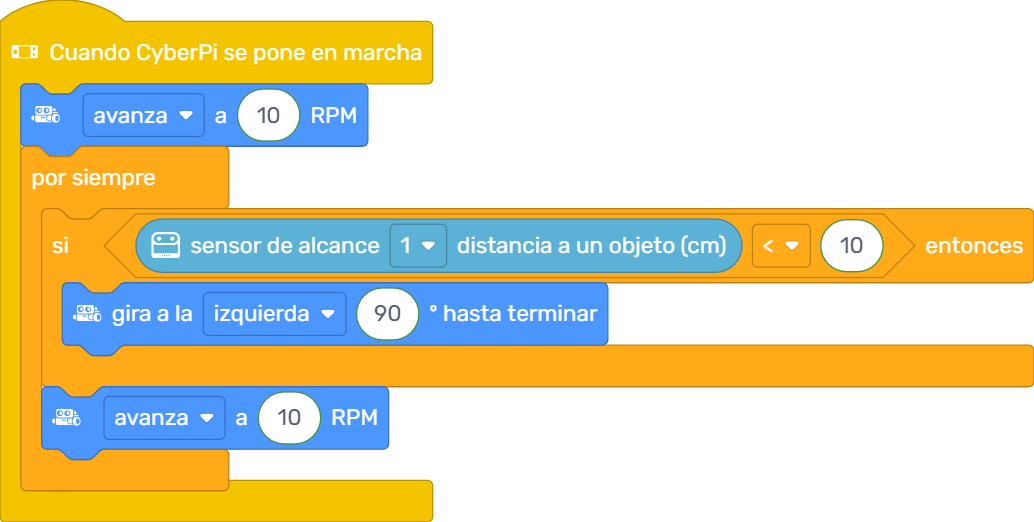 Cuando CyberPi se pone en marcha
avanza a 10 RPM
por siempre
si sensor de alcance 1 distancia a un objeto (cm) < 10 entonces
gira a la izquierda 90 ° hasta terminar
avanza a 10 RPM